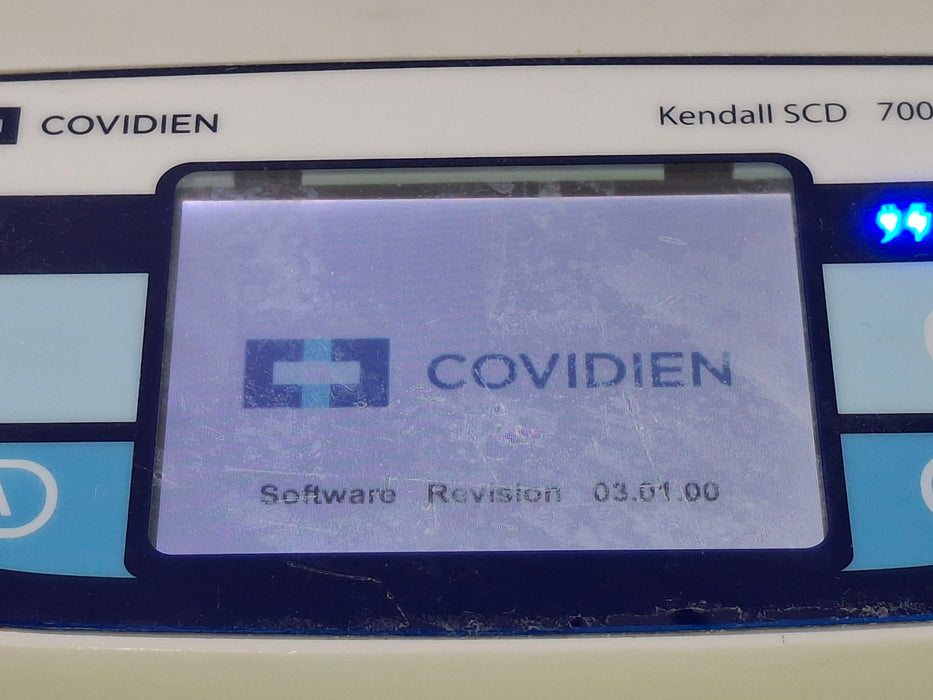 COVIDIEN
Kendall SCD 700
COVIDIEN
Software Revision 03.01.00
A